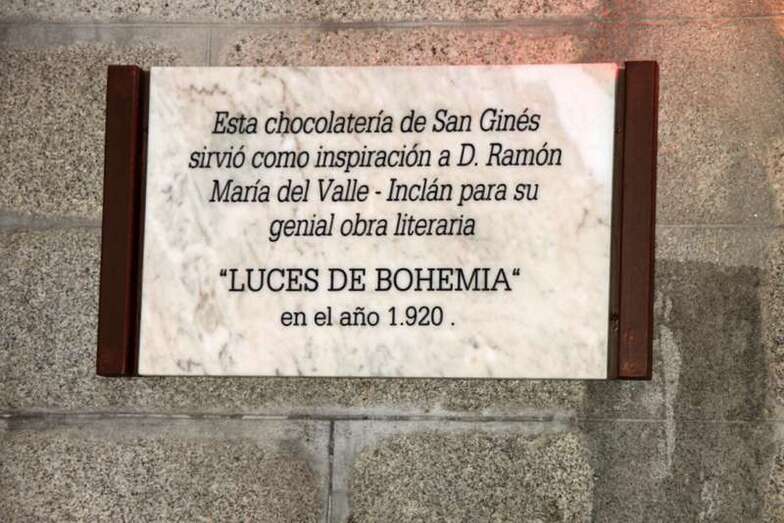 Esta chocolatería de San Ginés
sirvió como inspiración a D. Ramón
María del Valle - Inclán para su
genial obra literaria
“LUCES DE BOHEMIA“
en el año 1.920 .